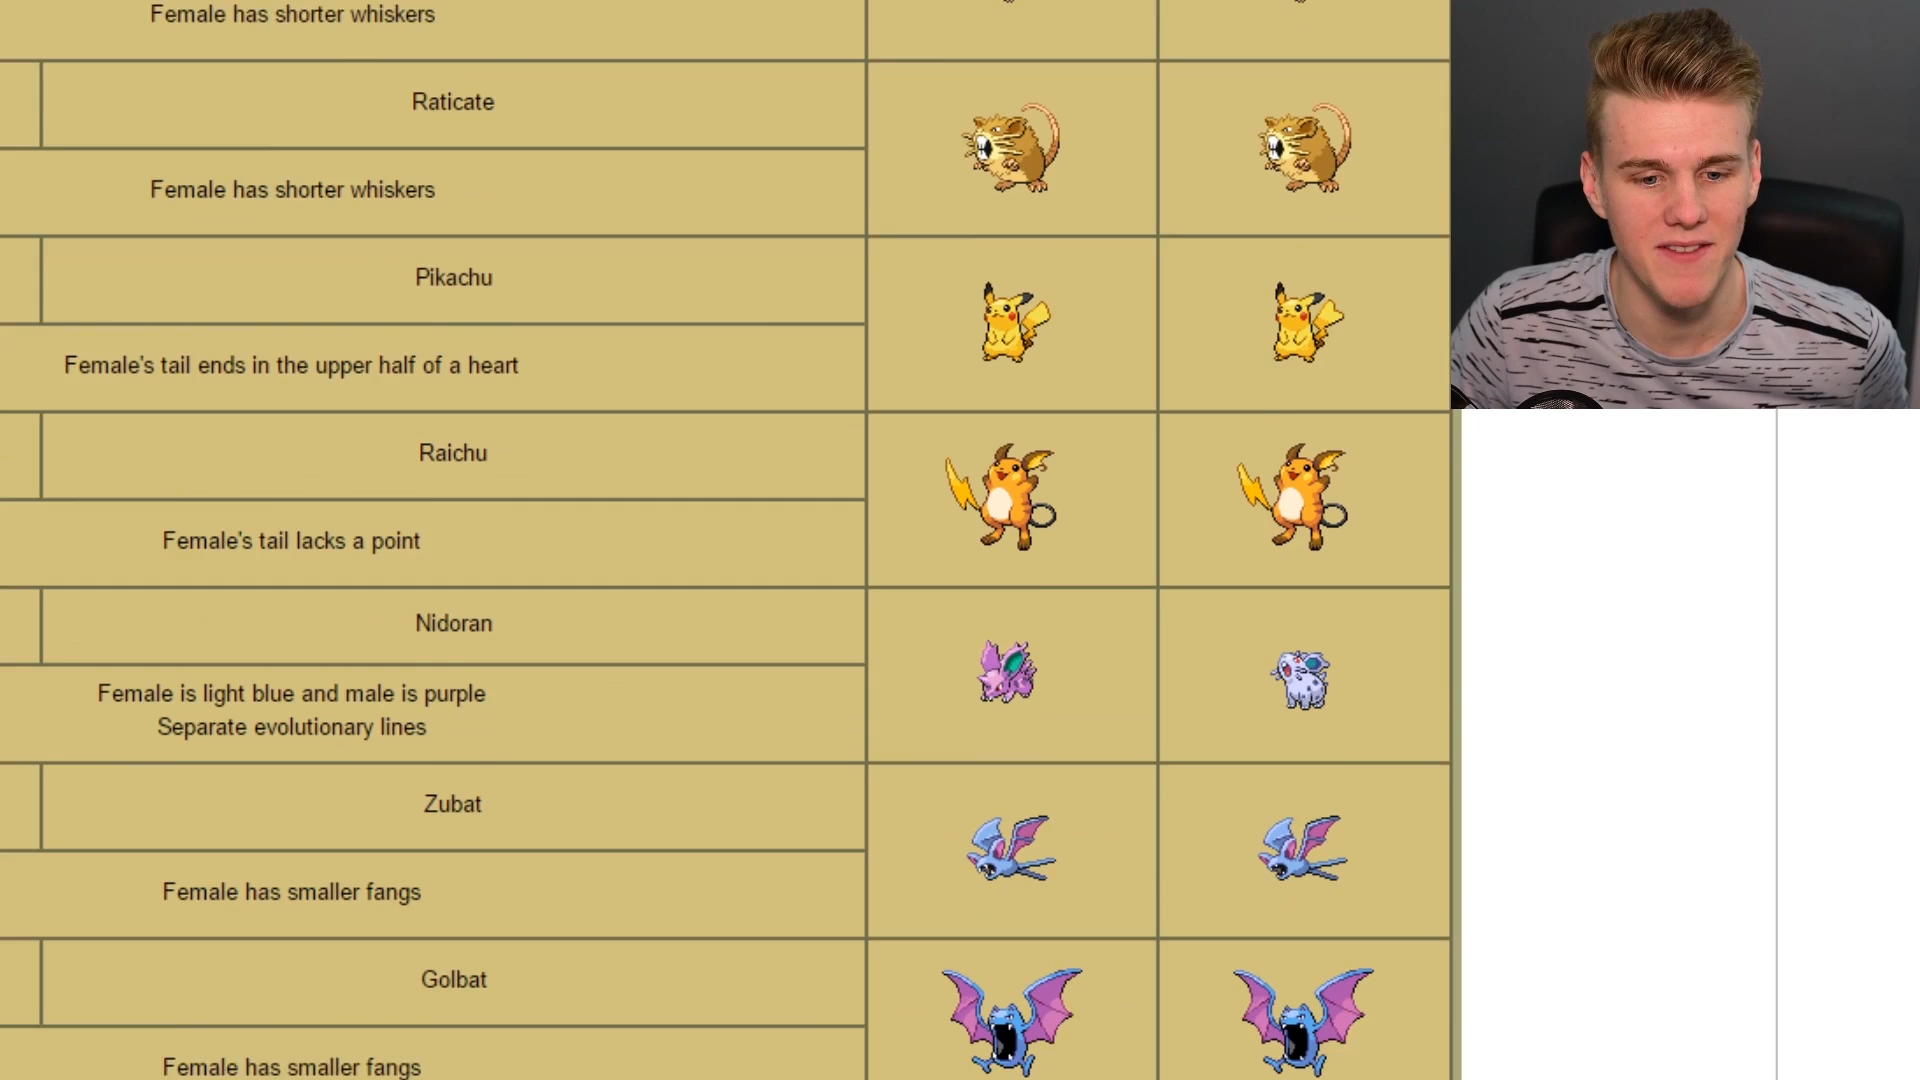 Female has shorter whiskers
Raticate
Female has shorter whiskers
Pikachu
Female's tail ends in the upper half of a heart
Raichu
Female's tail lacks a point
Nidoran
Female is light blue and male is purple
Separate evolutionary lines
Zubat
Female has smaller fangs
Golbat
Female has smaller fangs